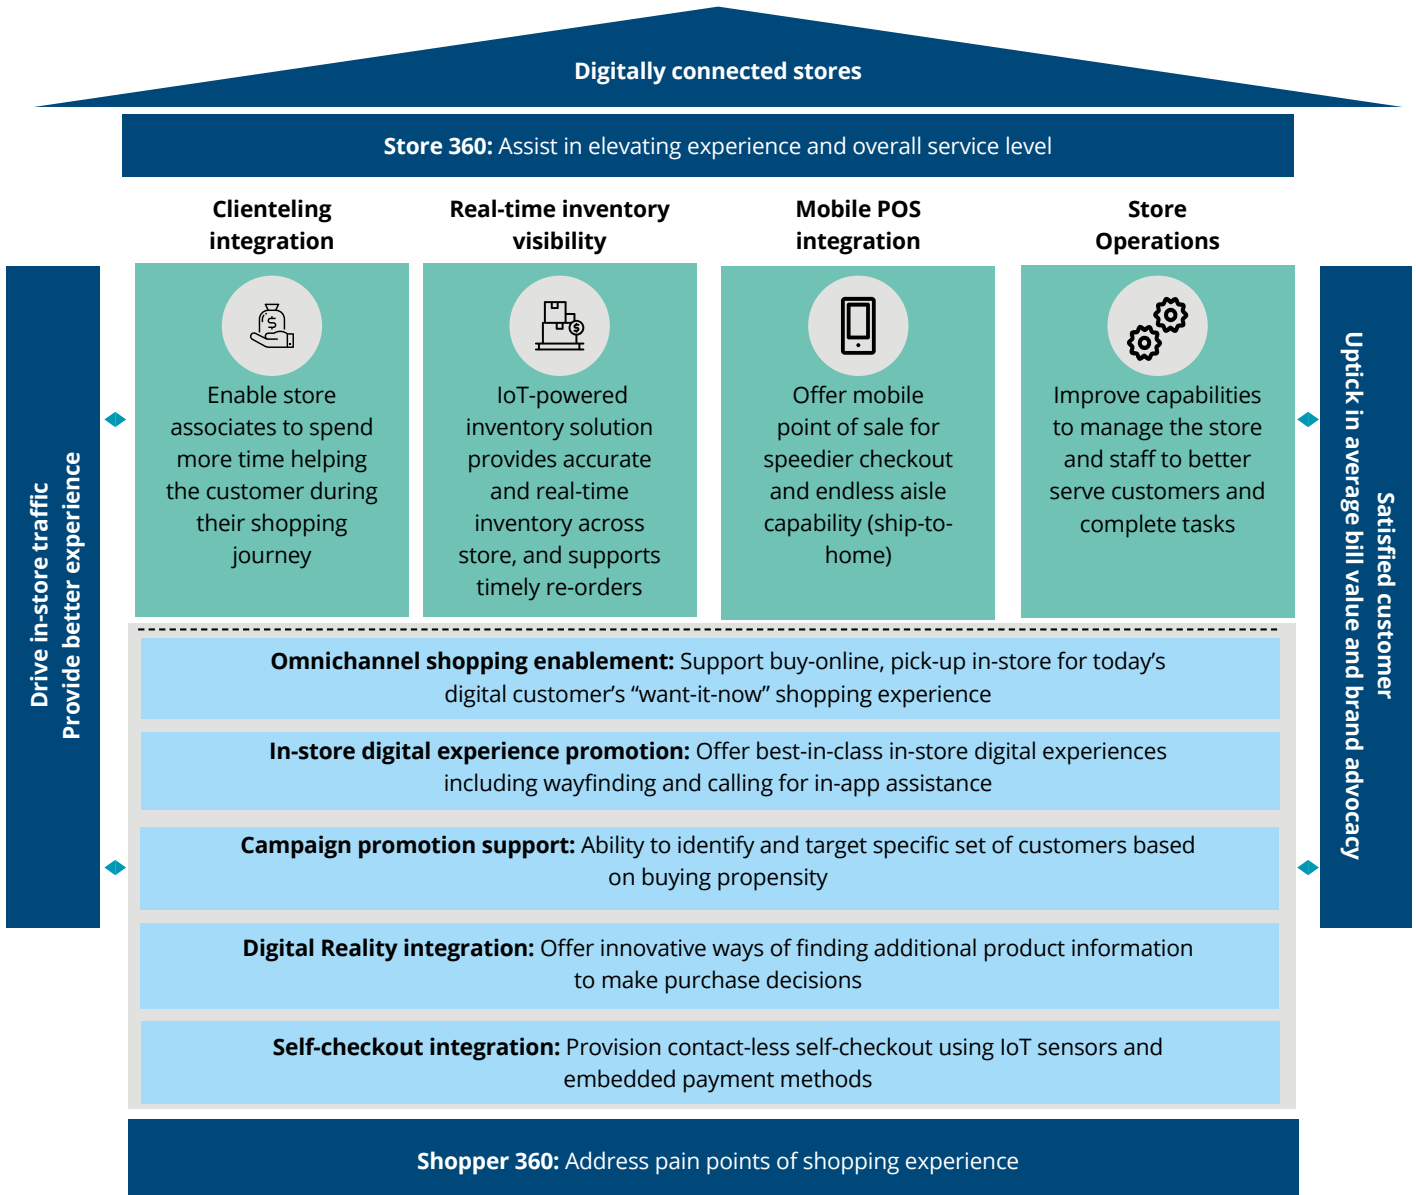 Digitally connected stores
Store 360: Assist in elevating experience and overall service level
Clienteling
integration
Enable store
associates to spend
more time helping
the customer during
their shopping
journey
Real-time inventory
visibility
IoT-powered
inventory solution
provides accurate
and real-time
inventory across
store, and supports
timely re-orders
Mobile POS
integration
Offer mobile
point of sale for
speedier checkout
and endless aisle
capability (ship-to-
home)
Store
Operations
Improve capabilities
to manage the store
and staff to better
serve customers and
complete tasks
Drive in-store traffic
Provide better experience
Satisfied customer
Uptick in average bill value and brand advocacy
Omnichannel shopping enablement: Support buy-online, pick-up in-store for today’s
digital customer’s “want-it-now” shopping experience
In-store digital experience promotion: Offer best-in-class in-store digital experiences
including wayfinding and calling for in-app assistance
Campaign promotion support: Ability to identify and target specific set of customers based
on buying propensity
Digital Reality integration: Offer innovative ways of finding additional product information
to make purchase decisions
Self-checkout integration: Provision contact-less self-checkout using IoT sensors and
embedded payment methods
Shopper 360: Address pain points of shopping experience